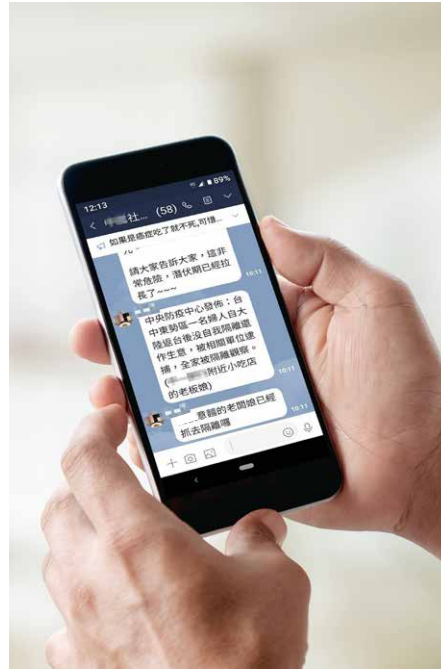 12:13
89%
社... (58)
如果是癌症吃了就不死,可惜...
請大家告訴大家，這非
常危險，潛伏期已經拉
長了~~~
10:11
中央防疫中心發佈：台
中東勢區一名婦人自大
陸返台後沒自我隔離還
作生意，被相關單位逮
捕，全家被隔離觀察。
(附近小吃店
的老板娘)
10:11
意麵的老闆娘已經
抓去隔離囉
10:11